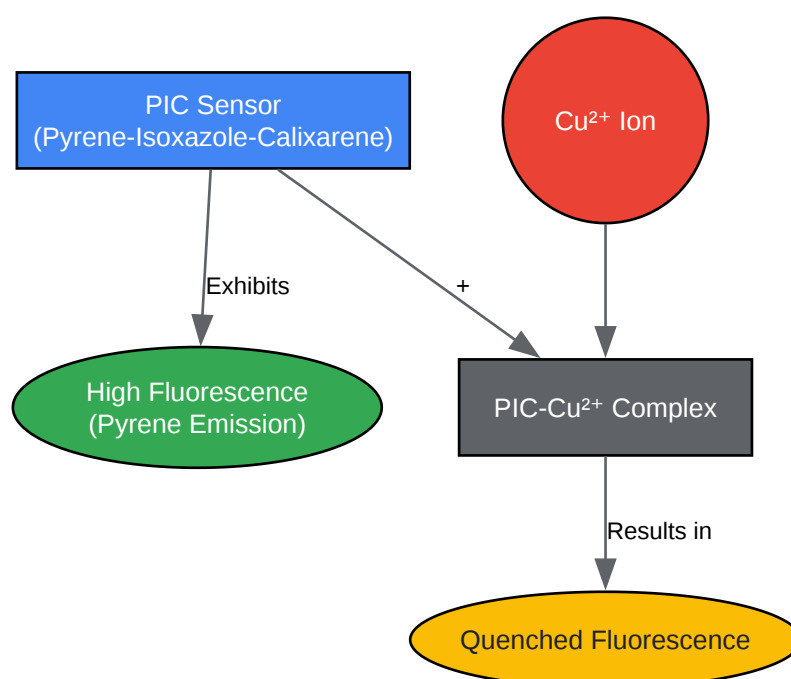 PIC Sensor
(Pyrene-Isoxazole-Calixarene)
Cu²⁺ Ion
Exhibits
+
High Fluorescence
(Pyrene Emission)
PIC-Cu²⁺ Complex
Results in
Quenched Fluorescence